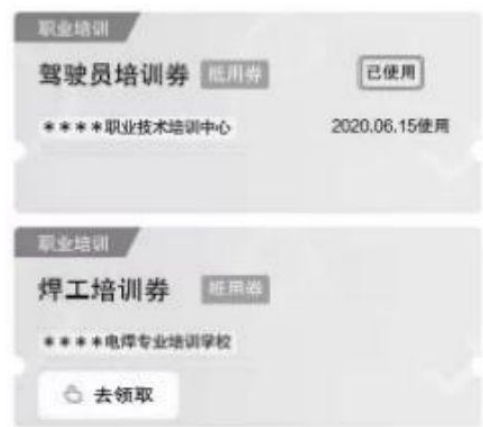 职业培训
驾驶员培训券 抵用券 已使用
****职业技术培训中心 2020.06.15使用
职业培训
焊工培训券 抵用券
****电焊专业培训学校
去领取